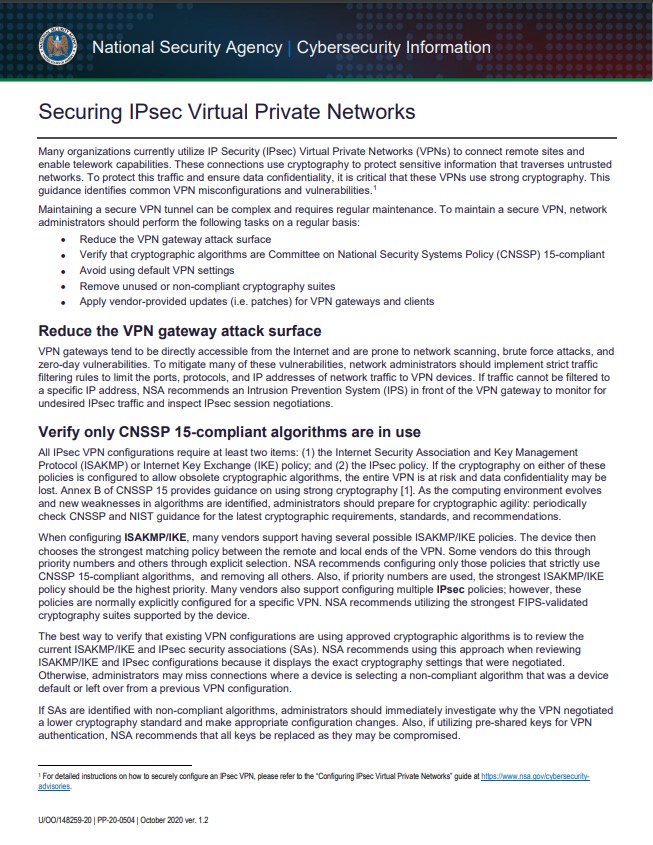 National Security Agency | Cybersecurity Information
Securing IPsec Virtual Private Networks
Many organizations currently utilize IP Security (IPsec) Virtual Private Networks (VPNs) to connect remote sites and
enable telework capabilities. These connections use cryptography to protect sensitive information that traverses untrusted
networks. To protect this traffic and ensure data confidentiality, it is critical that these VPNs use strong cryptography. This
guidance identifies common VPN misconfigurations and vulnerabilities.1
Maintaining a secure VPN tunnel can be complex and requires regular maintenance. To maintain a secure VPN, network
administrators should perform the following tasks on a regular basis:
• Reduce the VPN gateway attack surface
• Verify that cryptographic algorithms are Committee on National Security Systems Policy (CNSSP) 15-compliant
• Avoid using default VPN settings
• Remove unused or non-compliant cryptography suites
• Apply vendor-provided updates (i.e. patches) for VPN gateways and clients
Reduce the VPN gateway attack surface
VPN gateways tend to be directly accessible from the Internet and are prone to network scanning, brute force attacks, and
zero-day vulnerabilities. To mitigate many of these vulnerabilities, network administrators should implement strict traffic
filtering rules to limit the ports, protocols, and IP addresses of network traffic to VPN devices. If traffic cannot be filtered to
a specific IP address, NSA recommends an Intrusion Prevention System (IPS) in front of the VPN gateway to monitor for
undesired IPsec traffic and inspect IPsec session negotiations.
Verify only CNSSP 15-compliant algorithms are in use
All IPsec VPN configurations require at least two items: (1) the Internet Security Association and Key Management
Protocol (ISAKMP) or Internet Key Exchange (IKE) policy; and (2) the IPsec policy. If the cryptography on either of these
policies is configured to allow obsolete cryptographic algorithms, the entire VPN is at risk and data confidentiality may be
lost. Annex B of CNSSP 15 provides guidance on using strong cryptography [1]. As the computing environment evolves
and new weaknesses in algorithms are identified, administrators should prepare for cryptographic agility: periodically
check CNSSP and NIST guidance for the latest cryptographic requirements, standards, and recommendations.
When configuring ISAKMP/IKE, many vendors support having several possible ISAKMP/IKE policies. The device then
chooses the strongest matching policy between the remote and local ends of the VPN. Some vendors do this through
priority numbers and others through explicit selection. NSA recommends configuring only those policies that strictly use
CNSSP 15-compliant algorithms, and removing all others. Also, if priority numbers are used, the strongest ISAKMP/IKE
policy should be the highest priority. Many vendors also support configuring multiple IPsec policies; however, these
policies are normally explicitly configured for a specific VPN. NSA recommends utilizing the strongest FIPS-validated
cryptography suites supported by the device.
The best way to verify that existing VPN configurations are using approved cryptographic algorithms is to review the
current ISAKMP/IKE and IPsec security associations (SAs). NSA recommends using this approach when reviewing
ISAKMP/IKE and IPsec configurations because it displays the exact cryptography settings that were negotiated.
Otherwise, administrators may miss connections where a device is selecting a non-compliant algorithm that was a device
default or left over from a previous VPN configuration.
If SAs are identified with non-compliant algorithms, administrators should immediately investigate why the VPN negotiated
a lower cryptography standard and make appropriate configuration changes. Also, if utilizing pre-shared keys for VPN
authentication, NSA recommends that all keys be replaced as they may be compromised.
1 For detailed instructions on how to securely configure an IPsec VPN, please refer to the “Configuring IPsec Virtual Private Networks” guide at https://www.nsa.gov/cybersecurity-
advisories.
U/OO/148259-20 | PP-20-0504 | October 2020 ver. 1.2